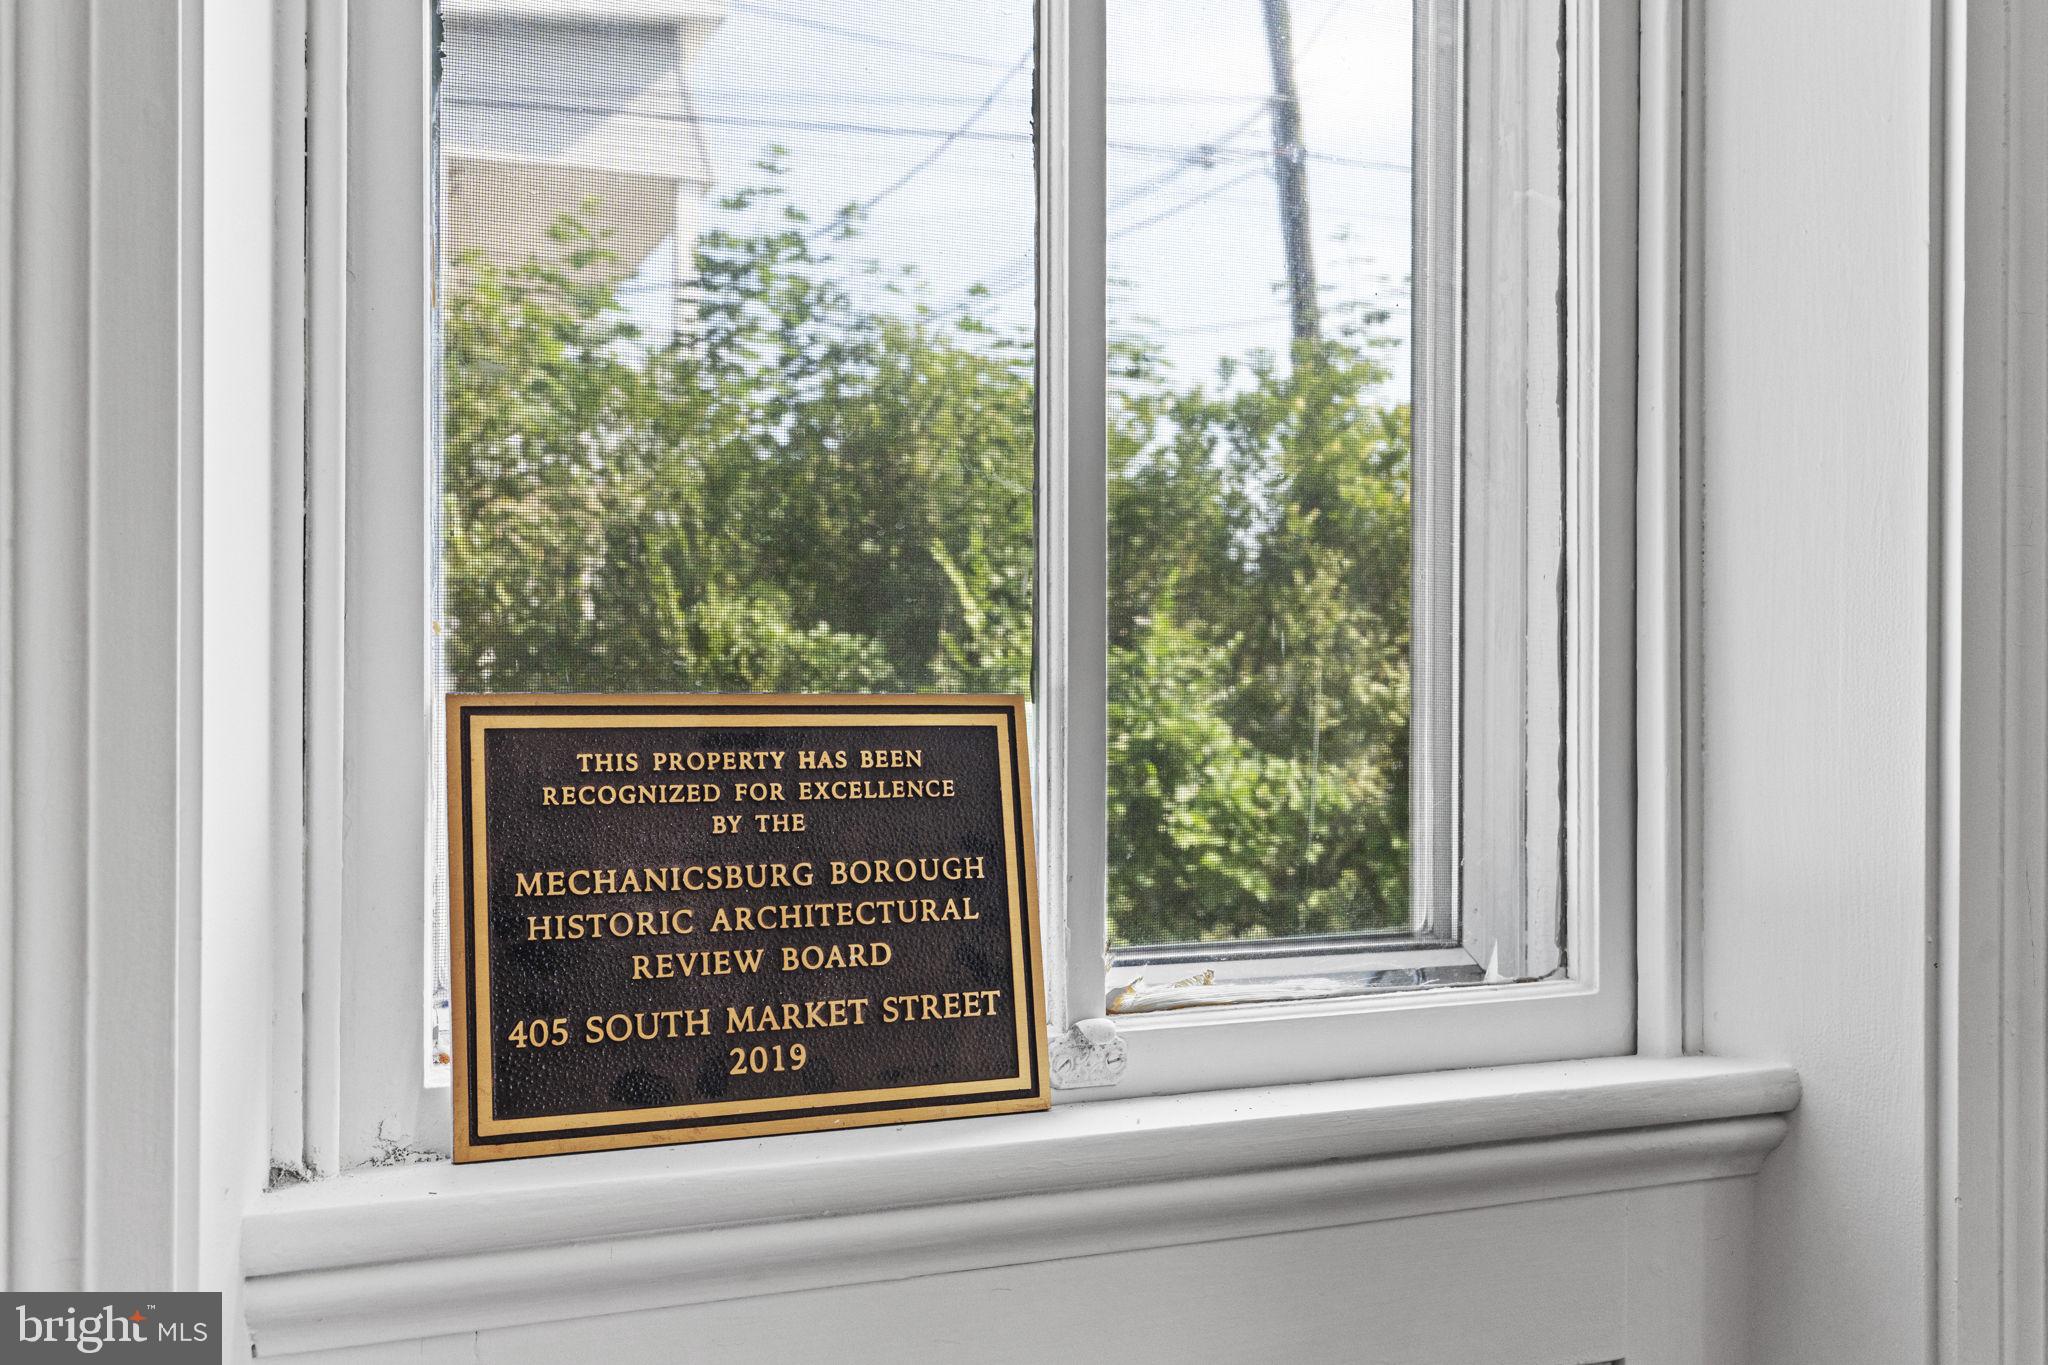 THIS PROPERTY HAS BEEN
RECOGNIZED FOR EXCELLENCE
BY THE
MECHANICSBURG BOROUGH
HISTORIC ARCHITECTURAL
REVIEW BOARD
405 SOUTH MARKET STREET
2019
bright™ MLS